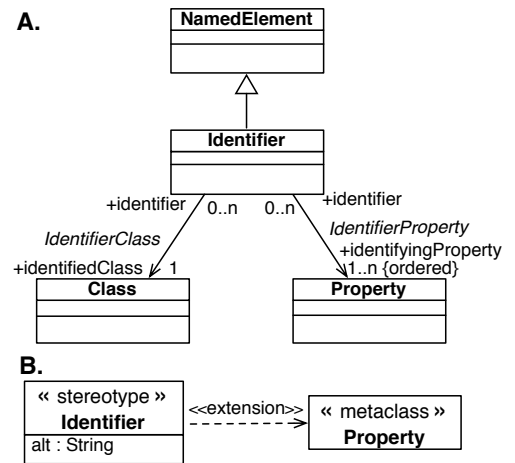 A.
NamedElement
Identifier
+identifier 0..n 0..n +identifier
IdentifierClass IdentifierProperty
+identifyingProperty
+identifiedClass 1 1..n {ordered}
Class Property
B.
« stereotype » <<extension>> « metaclass »
Identifier Property
alt : String